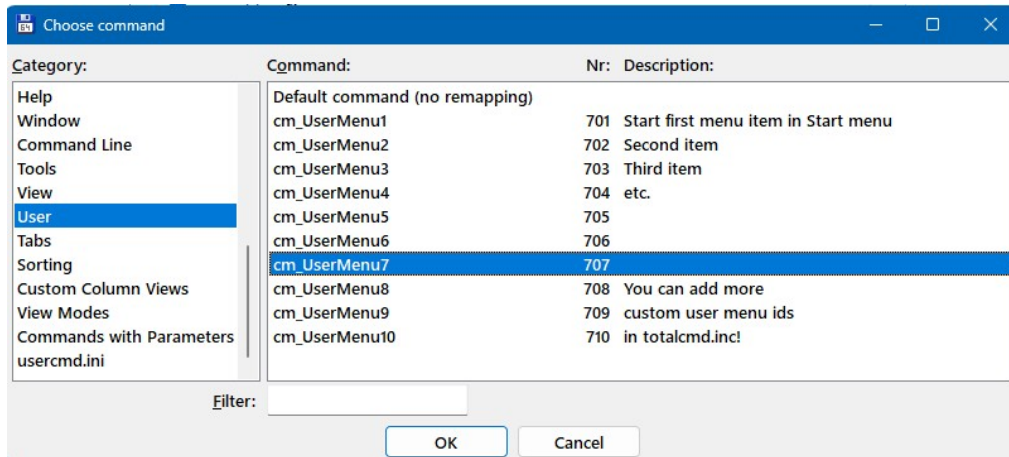 Choose command
Category:
Command: Nr: Description:
Help
Window
Command Line
Tools
View
User
Tabs
Sorting
Custom Column Views
View Modes
Commands with Parameters
usercmd.ini
Default command (no remapping)
cm_UserMenu1 701 Start first menu item in Start menu
cm_UserMenu2 702 Second item
cm_UserMenu3 703 Third item
cm_UserMenu4 704 etc.
cm_UserMenu5 705
cm_UserMenu6 706
cm_UserMenu7 707
cm_UserMenu8 708 You can add more
cm_UserMenu9 709 custom user menu ids
cm_UserMenu10 710 in totalcmd.inc!
Filter:
OK Cancel